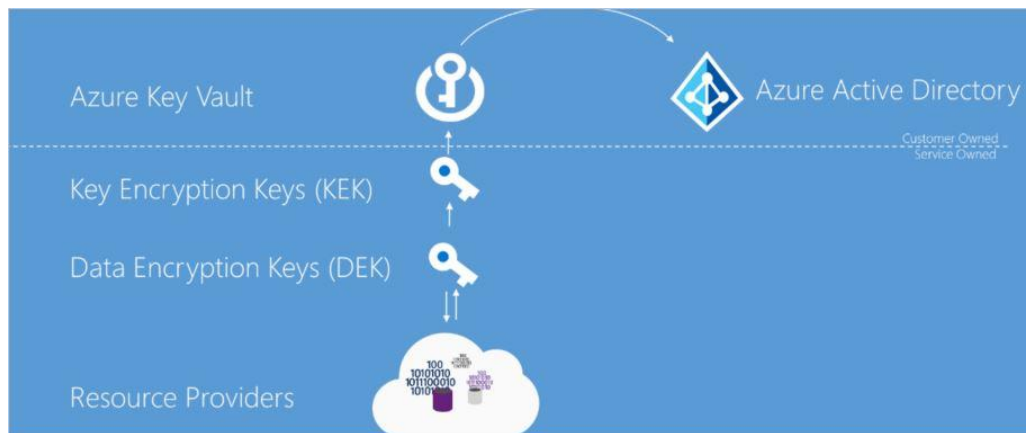 Azure Key Vault
Azure Active Directory
Customer Owned
Service Owned
Key Encryption Keys (KEK)
Data Encryption Keys (DEK)
100
10101010
1011100010
Resource Providers